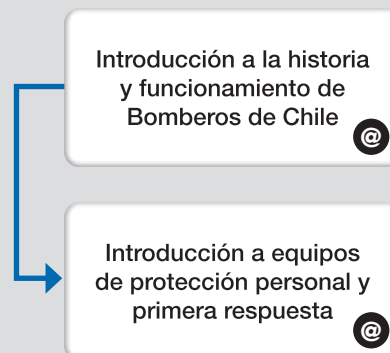 Introducción a la historia
y funcionamiento de
Bomberos de Chile
@
Introducción a equipos
de protección personal y
primera respuesta
@